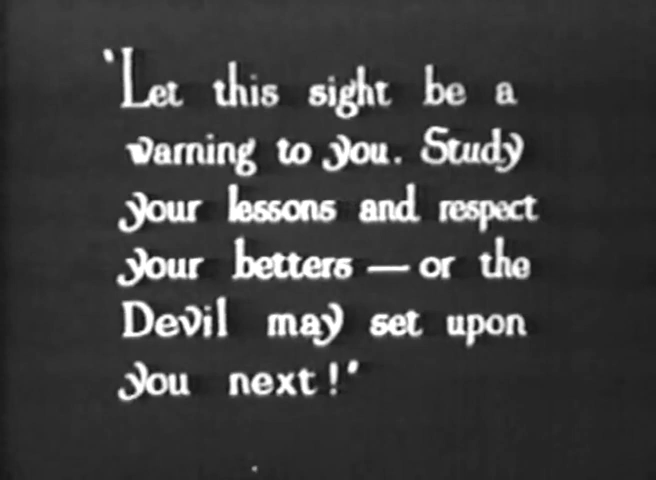 'Let this sight be a
warning to you. Study
your lessons and respect
your betters — or the
Devil may set upon
you next!'